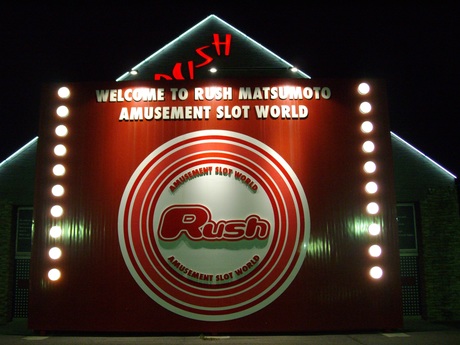 RUSH
WELCOME TO RUSH MATSUMOTO
AMUSEMENT SLOT WORLD
AMUSEMENT SLOT WORLD
Rush
AMUSEMENT SLOT WORLD